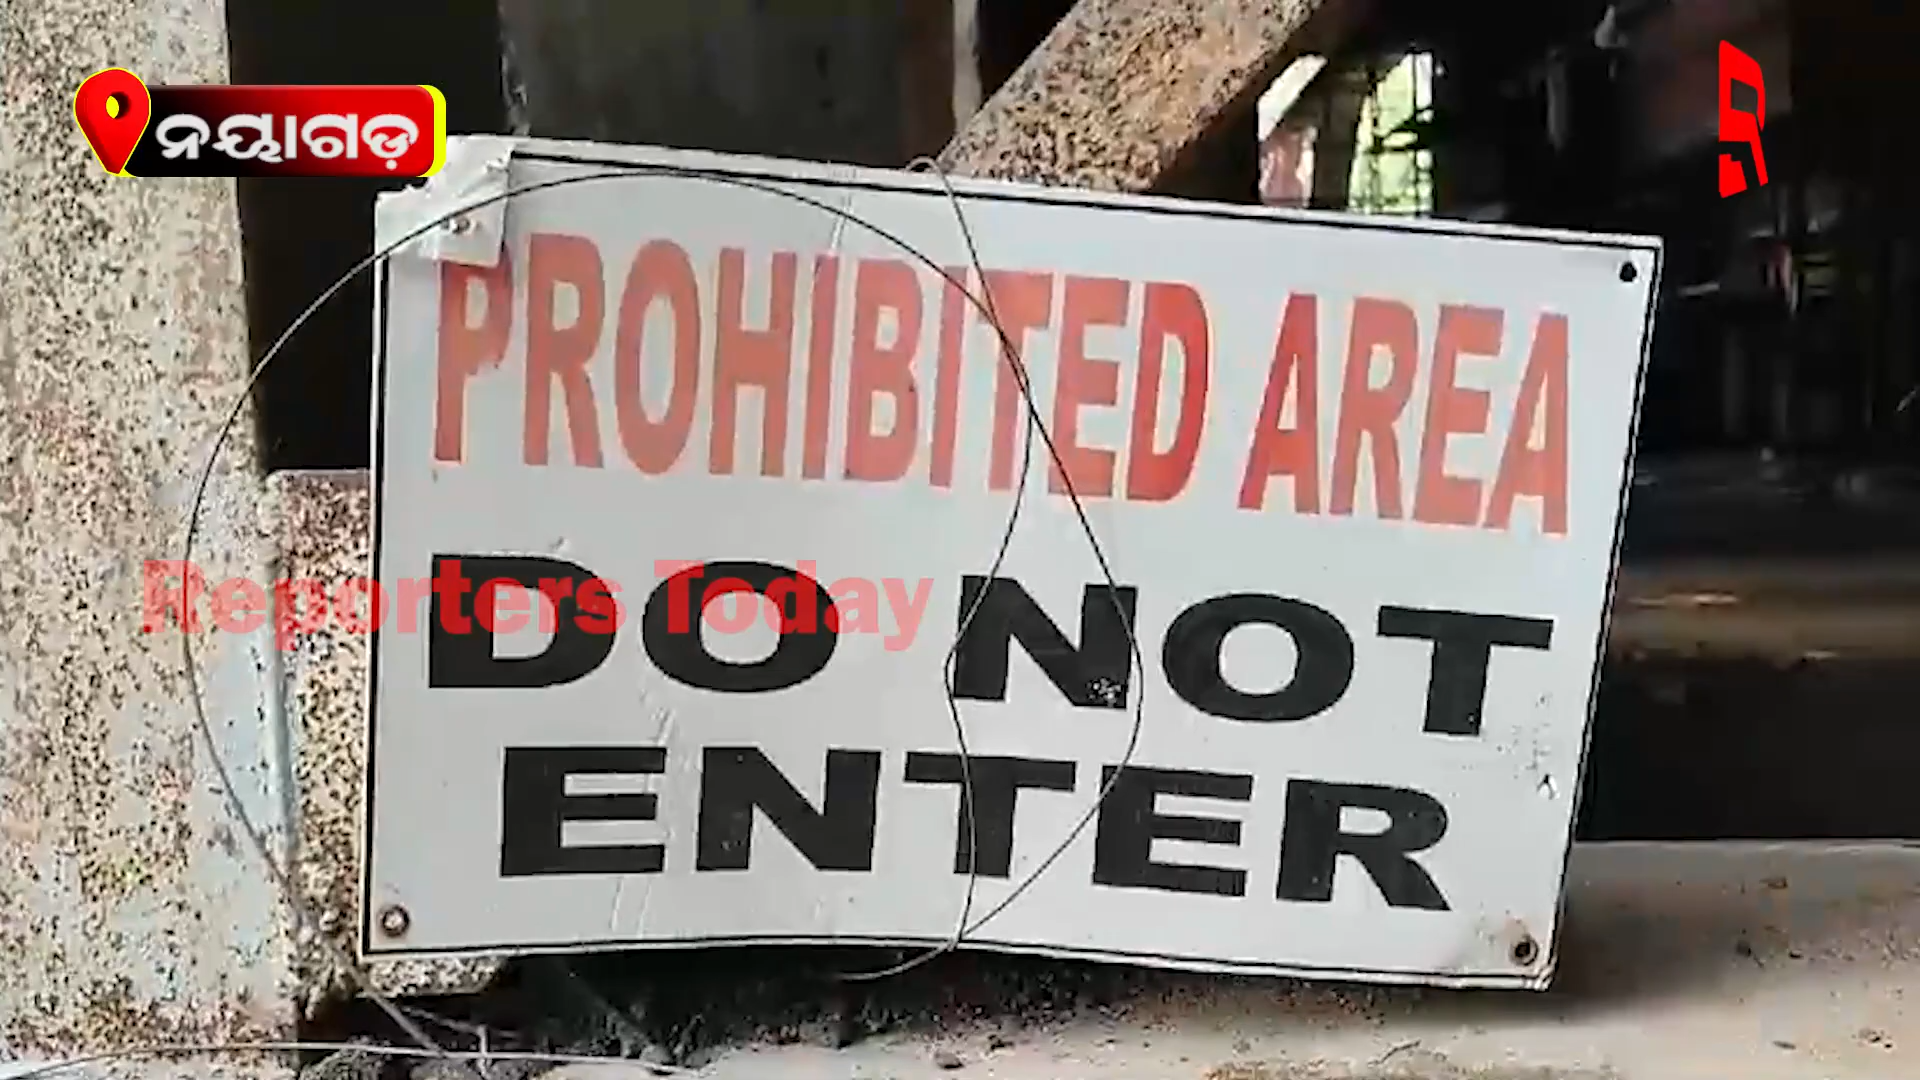 ନୟାଗଡ଼
PROHIBITED AREA
Reporters Today
DO NOT
ENTER